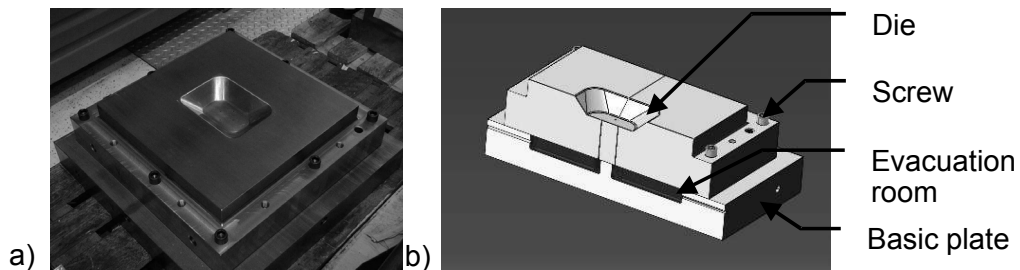 a)
b)
Die
Screw
Evacuation
room
Basic plate